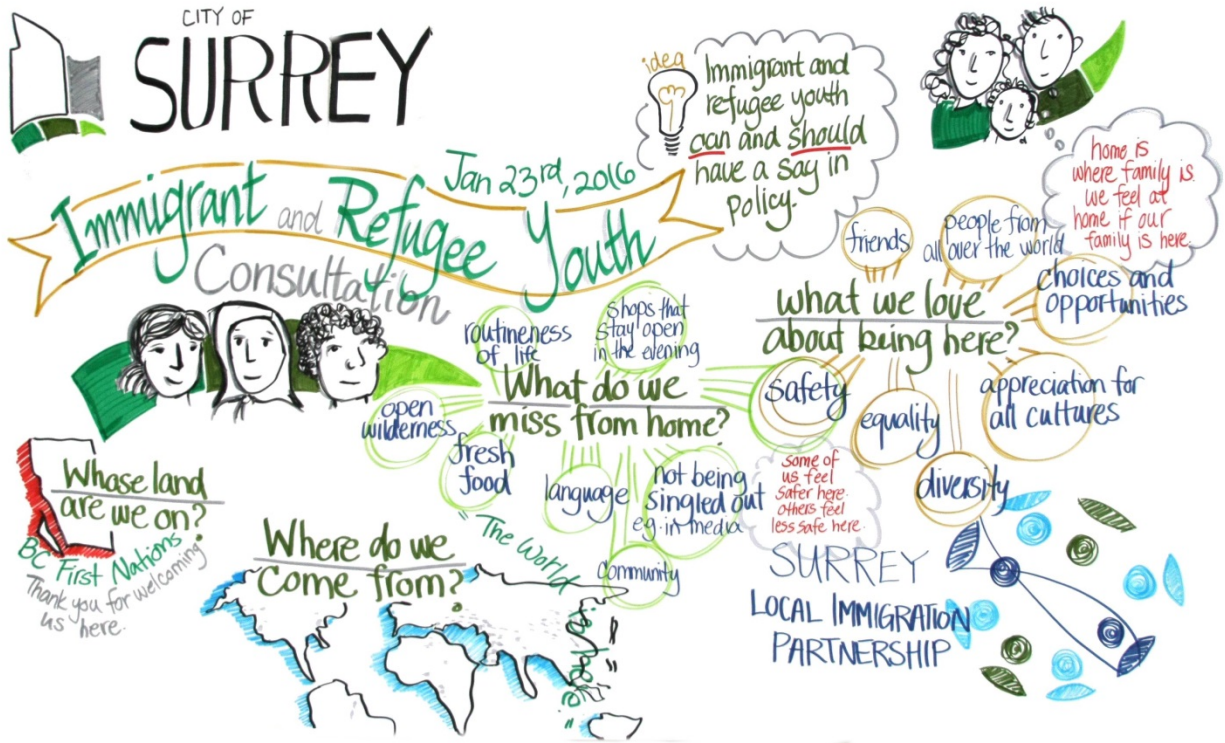 CITY OF
SURREY
Jan 23rd, 2016
Immigrant and Refugee Youth
Consultation
idea
Immigrant and
refugee youth
can and should
have a say in
Policy.
home is
where family is.
we feel at
home if our
family is here.
What we love
about being here?
friends
people from
all over the world
choices and
opportunities
safety
equality
diversity
appreciation for
all cultures
some of
us feel
safer here.
others feel
less safe here.
What do we
miss from home?
routineness
of life
shops that
stay open
in the evening
open
wilderness
fresh
food
language
community
not being
singled out
e.g. in media
Whose land
are we on?
BC First Nations
Thank you for welcoming
us here.
Where do we
come from?
"The World
is here"
SURREY
LOCAL IMMIGRATION
PARTNERSHIP